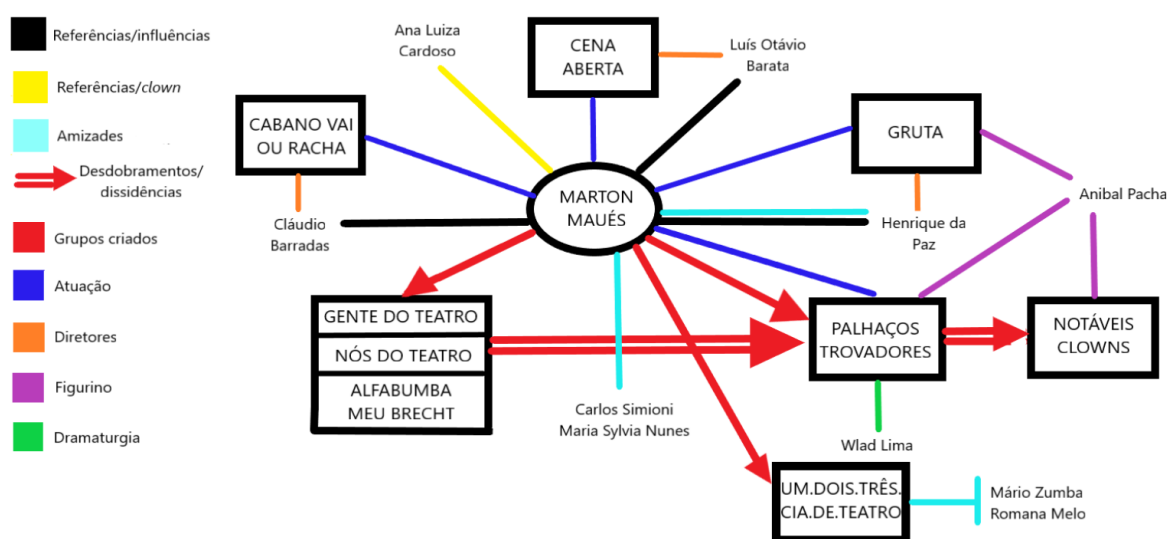 Referências/influências
Referências/clown
Amizades
Desdobramentos/
dissidências
Grupos criados
Atuação
Diretores
Figurino
Dramaturgia
Ana Luiza
Cardoso
CENA
ABERTA
Luís Otávio
Barata
CABANO VAI
OU RACHA
GRUTA
MARTON
MAUÉS
Anibal Pacha
Cláudio
Barradas
Henrique da
Paz
GENTE DO TEATRO
NÓS DO TEATRO
ALFABUMBA
MEU BRECHT
PALHAÇOS
TROVADORES
NOTÁVEIS
CLOWNS
Carlos Simioni
Maria Sylvia Nunes
Wlad Lima
UM.DOIS.TRÊS.
CIA.DE.TEATRO
Mário Zumba
Romana Melo